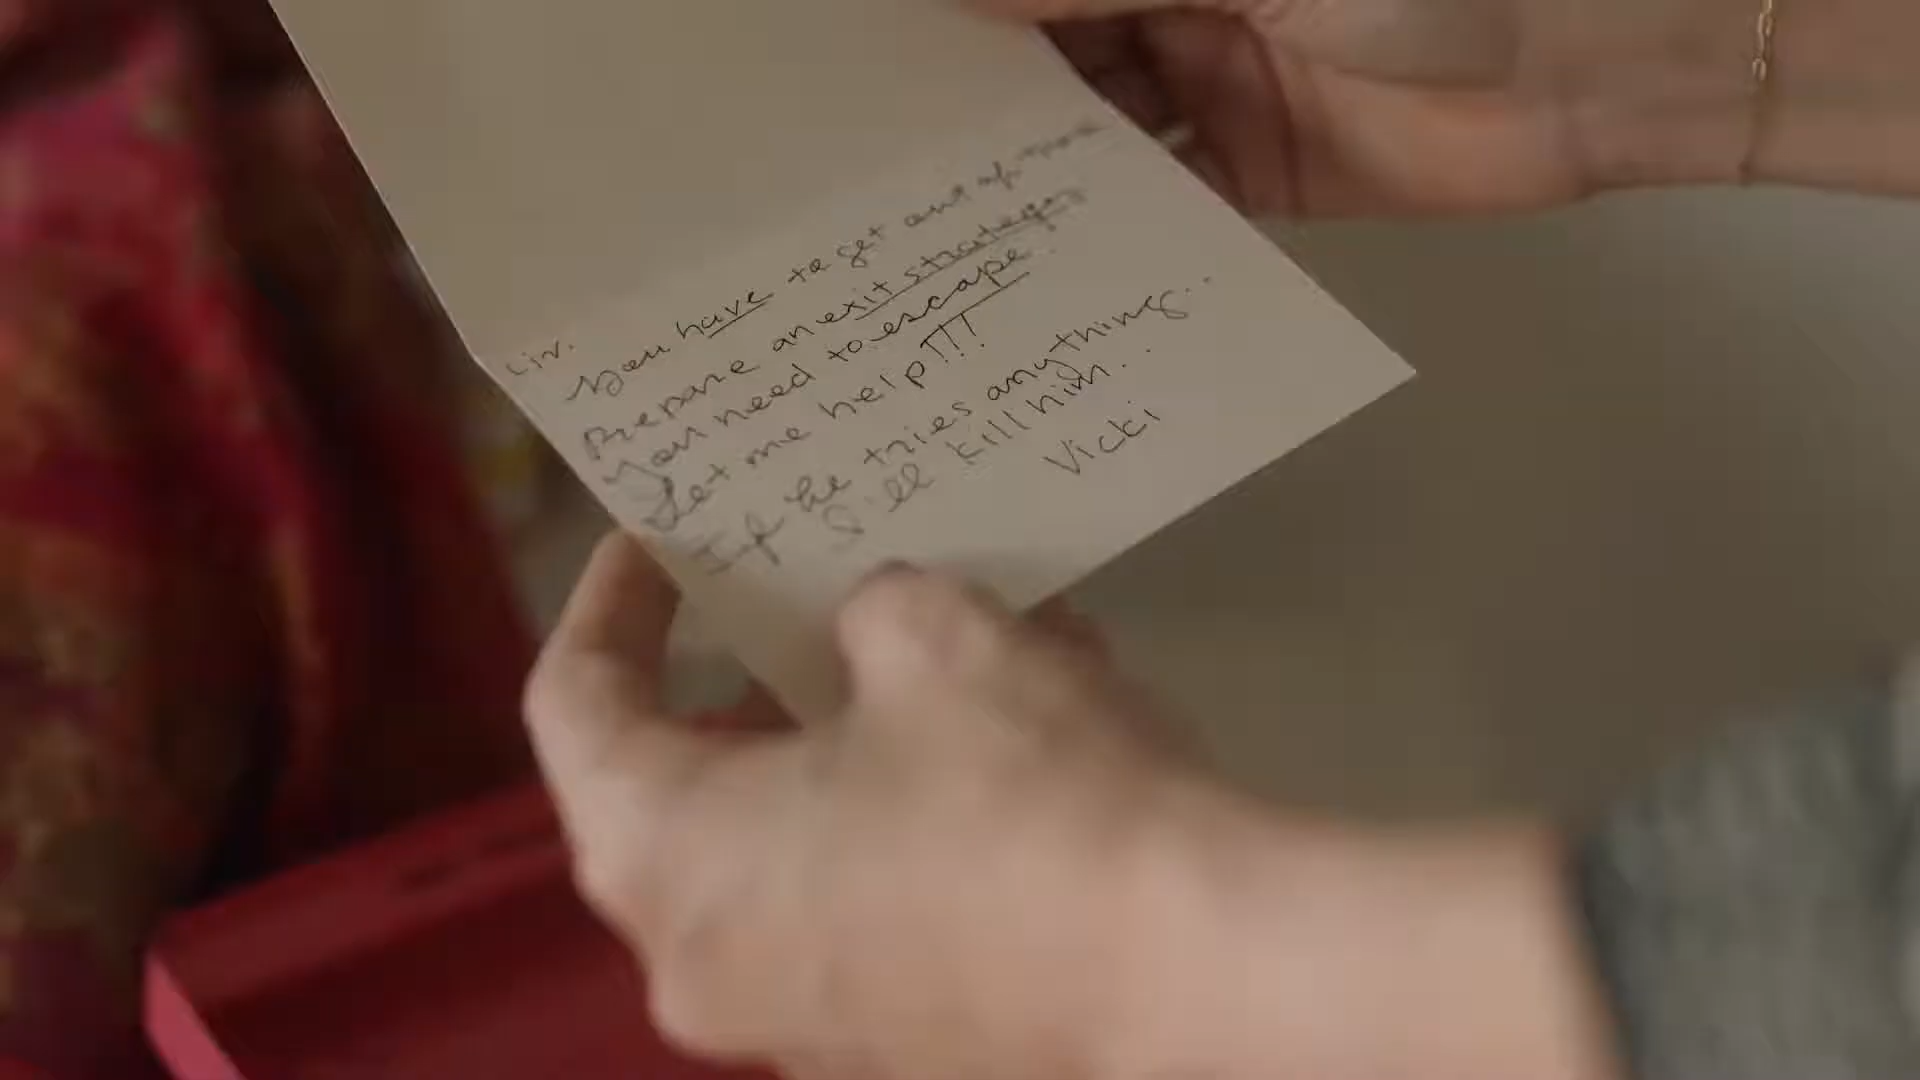 Liv.
You have to get out of there
Prepare an exit strategy
You need to escape.
Let me help!!!
If he tries anything..
I'll kill him..
Vicki